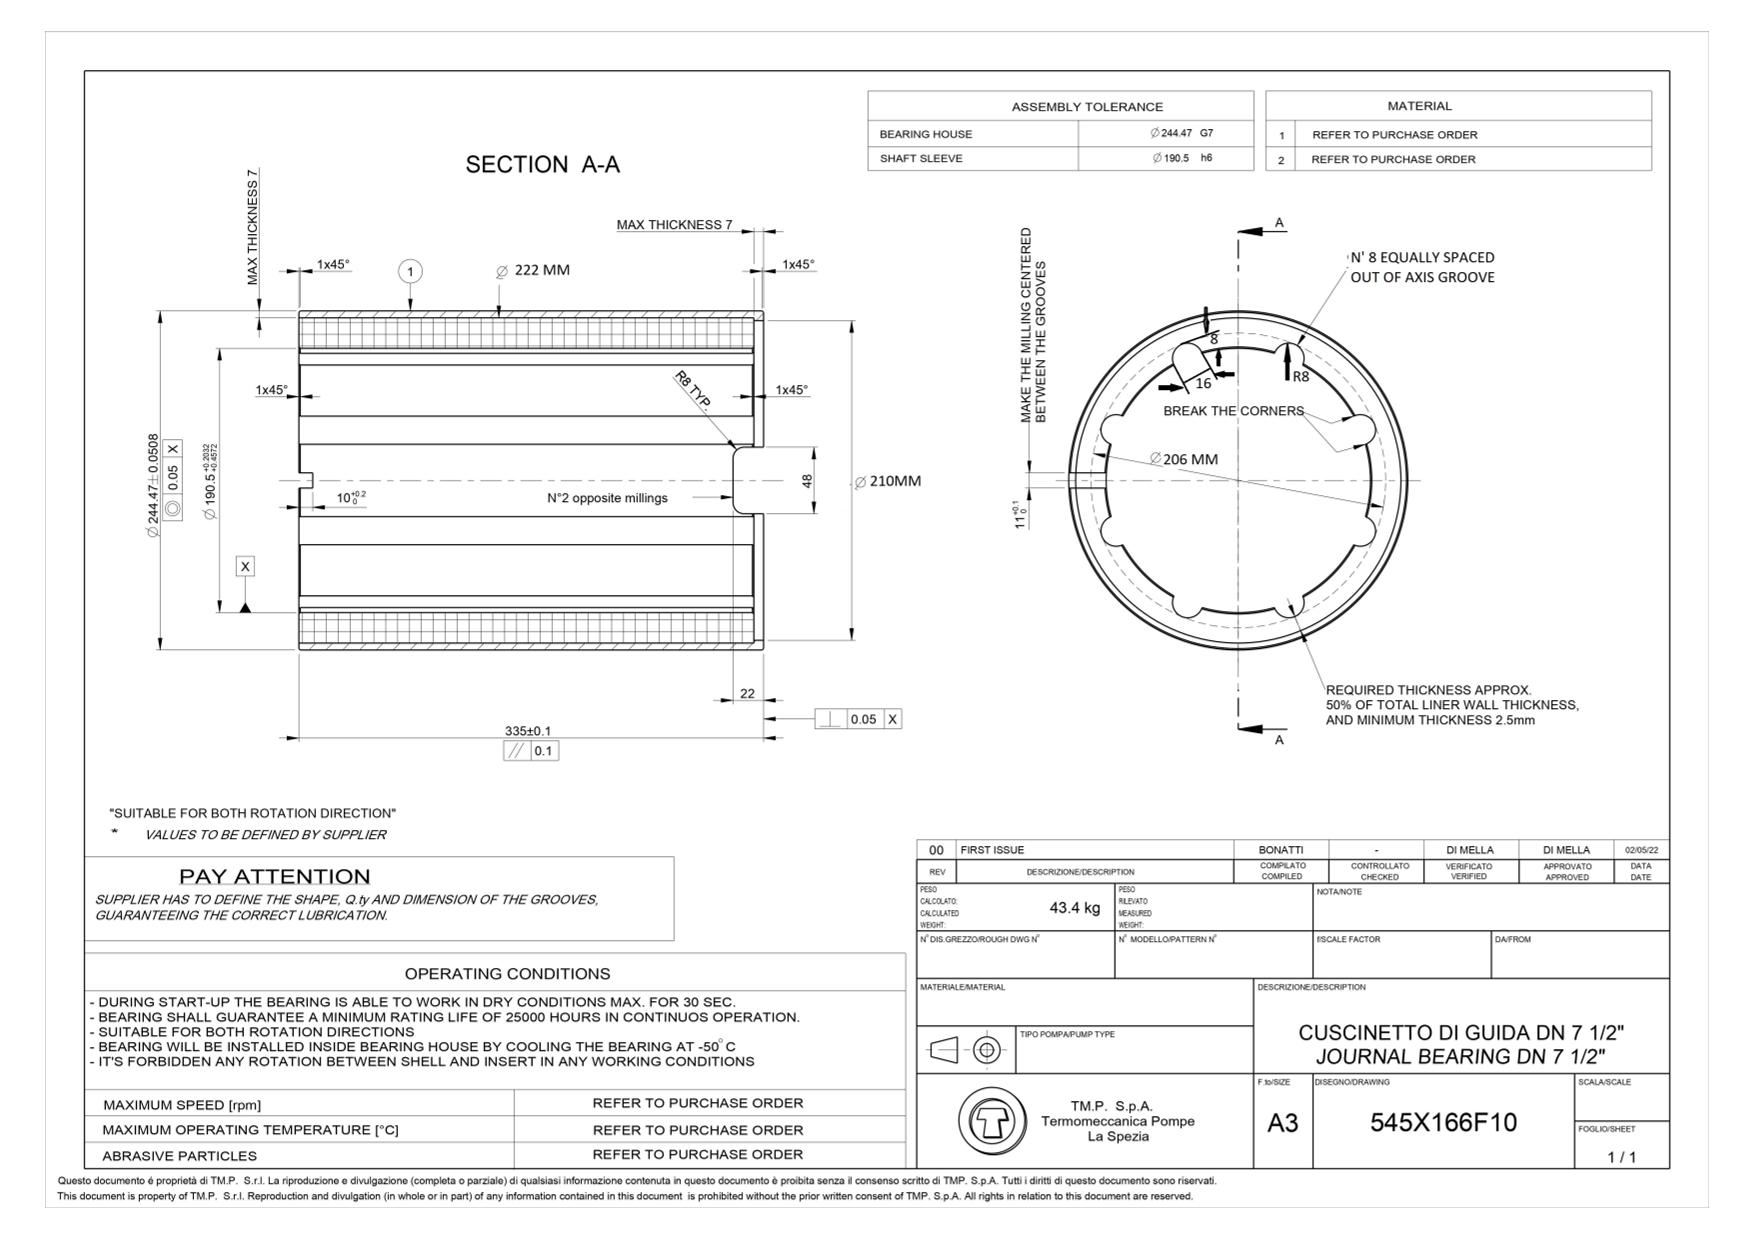 ASSEMBLY TOLERANCE
BEARING HOUSE Ø 244.47 G7
SHAFT SLEEVE Ø 190.5 h6
MATERIAL
1 REFER TO PURCHASE ORDER
2 REFER TO PURCHASE ORDER
SECTION A-A
MAX THICKNESS 7
MAX THICKNESS 7
1x45°
1
Ø 222 MM
1x45°
1x45°
R8 TYP.
1x45°
Ø 244.47±0.0508
0.05 X
Ø 190.5 +0.2032 +0.4572
10 +0.2 0
N°2 opposite millings
48
Ø 210MM
X
22
0.05 X
335±0.1
// 0.1
A
MAKE THE MILLING CENTERED
BETWEEN THE GROOVES
N' 8 EQUALLY SPACED
OUT OF AXIS GROOVE
8
16
R8
BREAK THE CORNERS
Ø 206 MM
11 +0.1 0
REQUIRED THICKNESS APPROX.
50% OF TOTAL LINER WALL THICKNESS,
AND MINIMUM THICKNESS 2.5mm
A
"SUITABLE FOR BOTH ROTATION DIRECTION"
* VALUES TO BE DEFINED BY SUPPLIER
PAY ATTENTION
SUPPLIER HAS TO DEFINE THE SHAPE, Q.ty AND DIMENSION OF THE GROOVES,
GUARANTEEING THE CORRECT LUBRICATION.
OPERATING CONDITIONS
- DURING START-UP THE BEARING IS ABLE TO WORK IN DRY CONDITIONS MAX. FOR 30 SEC.
- BEARING SHALL GUARANTEE A MINIMUM RATING LIFE OF 25000 HOURS IN CONTINUOS OPERATION.
- SUITABLE FOR BOTH ROTATION DIRECTIONS
- BEARING WILL BE INSTALLED INSIDE BEARING HOUSE BY COOLING THE BEARING AT -50°C
- IT'S FORBIDDEN ANY ROTATION BETWEEN SHELL AND INSERT IN ANY WORKING CONDITIONS
MAXIMUM SPEED [rpm] REFER TO PURCHASE ORDER
MAXIMUM OPERATING TEMPERATURE [°C] REFER TO PURCHASE ORDER
ABRASIVE PARTICLES REFER TO PURCHASE ORDER
00 FIRST ISSUE BONATTI - DI MELLA DI MELLA 02/05/22
REV DESCRIZIONE/DESCRIPTION COMPILATO COMPILED CONTROLLATO CHECKED VERIFICATO VERIFIED APPROVATO APPROVED DATA DATE
PESO CALCOLATO: CALCULATED WEIGHT: 43.4 kg
PESO RILEVATO MEASURED WEIGHT:
NOTA/NOTE
N° DIS.GREZZO/ROUGH DWG N°
N° MODELLO/PATTERN N°
f/SCALE FACTOR
DA/FROM
MATERIALE/MATERIAL
DESCRIZIONE/DESCRIPTION
CUSCINETTO DI GUIDA DN 7 1/2"
JOURNAL BEARING DN 7 1/2"
TIPO POMPA/PUMP TYPE
TM.P. S.p.A.
Termomeccanica Pompe
La Spezia
F.to/SIZE
A3
DISEGNO/DRAWING
545X166F10
SCALA/SCALE
FOGLIO/SHEET
1 / 1
Questo documento é proprietà di TM.P. S.r.l. La riproduzione e divulgazione (completa o parziale) di qualsiasi informazione contenuta in questo documento è proibita senza il consenso scritto di TMP. S.p.A. Tutti i diritti di questo documento sono riservati.
This document is property of TM.P. S.r.l. Reproduction and divulgation (in whole or in part) of any information contained in this document is prohibited without the prior written consent of TMP. S.p.A. All rights in relation to this document are reserved.